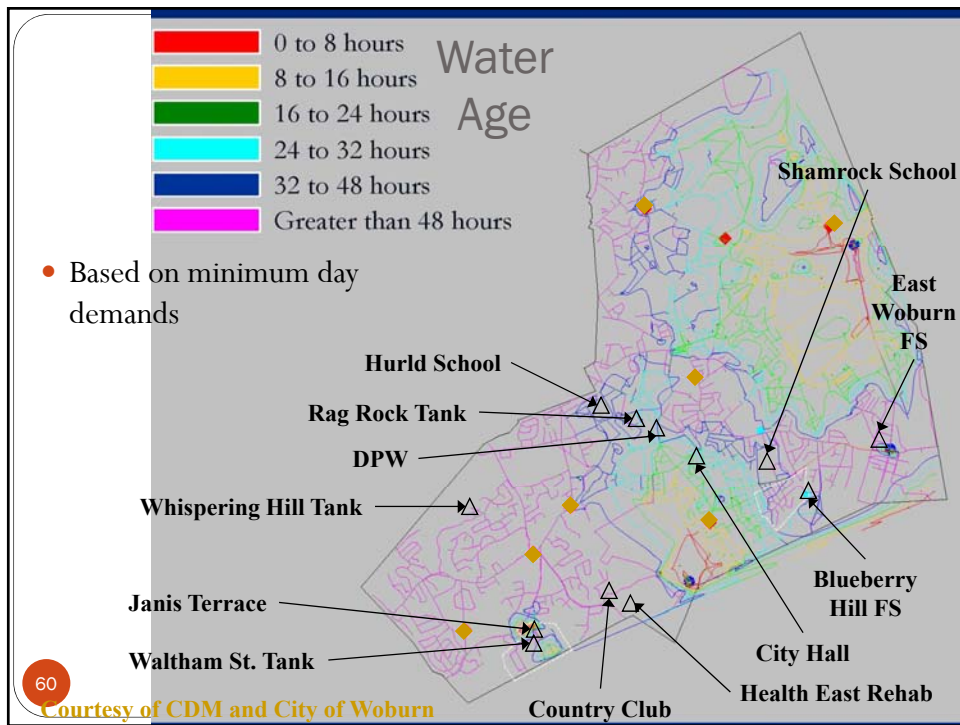 Water
Age
0 to 8 hours
8 to 16 hours
16 to 24 hours
24 to 32 hours
32 to 48 hours
Greater than 48 hours
• Based on minimum day
demands
Shamrock School
East
Woburn
FS
Hurld School
Rag Rock Tank
DPW
Whispering Hill Tank
Janis Terrace
Waltham St. Tank
Blueberry
Hill FS
City Hall
Health East Rehab
Country Club
60
Courtesy of CDM and City of Woburn